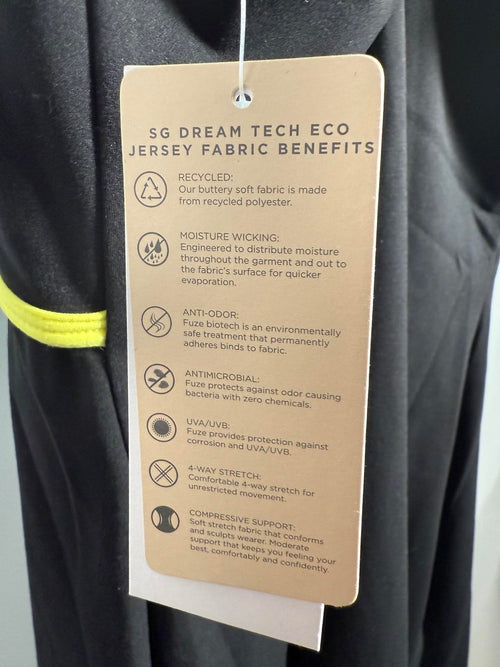 SG DREAM TECH ECO
JERSEY FABRIC BENEFITS
RECYCLED:
Our buttery soft fabric is made
from recycled polyester.
MOISTURE WICKING:
Engineered to distribute moisture
throughout the garment and out to
the fabric's surface for quicker
evaporation.
ANTI-ODOR:
Fuze biotech is an environmentally
safe treatment that permanently
adheres binds to fabric.
ANTIMICROBIAL:
Fuze protects against odor causing
bacteria with zero chemicals.
UVA/UVB:
Fuze provides protection against
corrosion and UVA/UVB.
4-WAY STRETCH:
Comfortable 4-way stretch for
unrestricted movement.
COMPRESSIVE SUPPORT:
Soft stretch fabric that conforms
and sculpts wearer. Moderate
support that keeps you feeling your
best, comfortably and confidently.